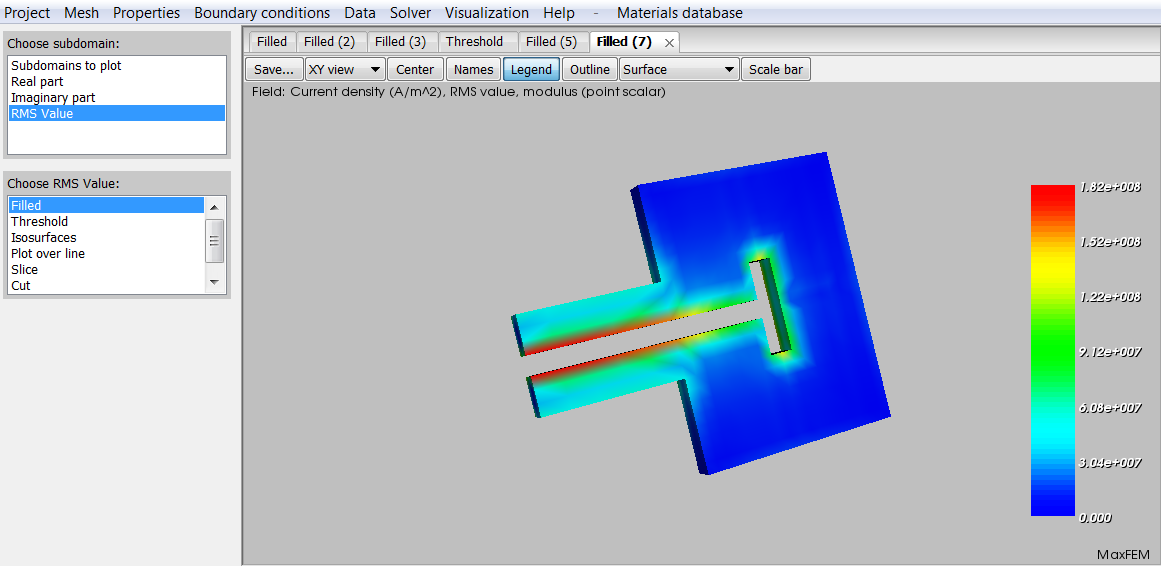 Project Mesh Properties Boundary conditions Data Solver Visualization Help - Materials database
Choose subdomain:
Subdomains to plot
Real part
Imaginary part
RMS Value
Choose RMS Value:
Filled
Threshold
Isosurfaces
Plot over line
Slice
Cut
Filled Filled (2) Filled (3) Threshold Filled (5) Filled (7)
Save... XY view Center Names Legend Outline Surface Scale bar
Field: Current density (A/m^2), RMS value, modulus (point scalar)
1.82e+008
1.52e+008
1.22e+008
9.12e+007
6.08e+007
3.04e+007
0.000
MaxFEM